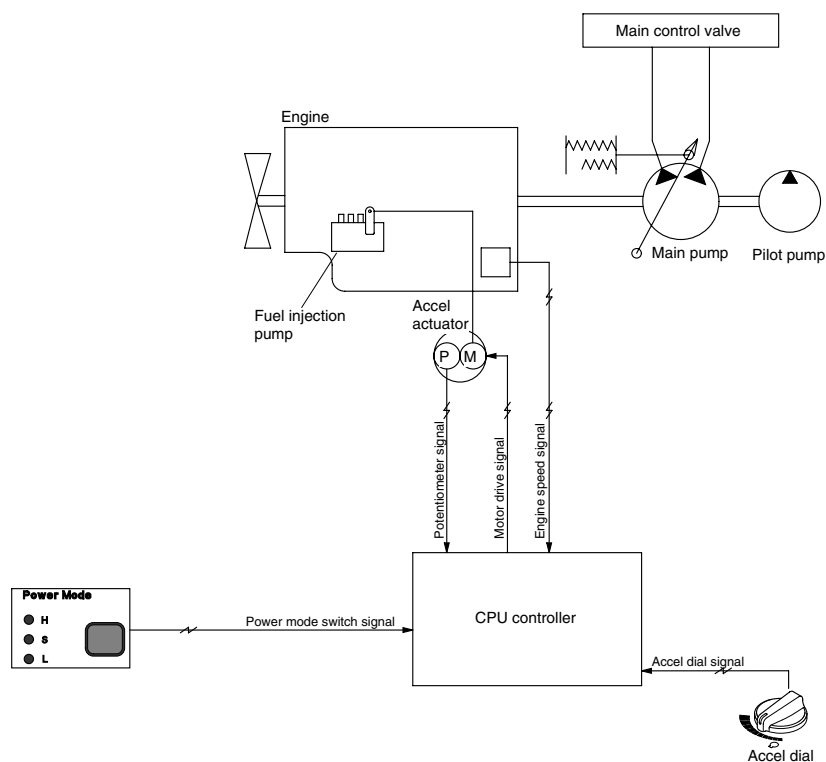 Main control valve
Engine
Main pump
Pilot pump
Fuel injection
pump
Accel
actuator
P
M
Potentiometer signal
Motor drive signal
Engine speed signal
Power Mode
H
S
L
Power mode switch signal
CPU controller
Accel dial signal
Accel dial